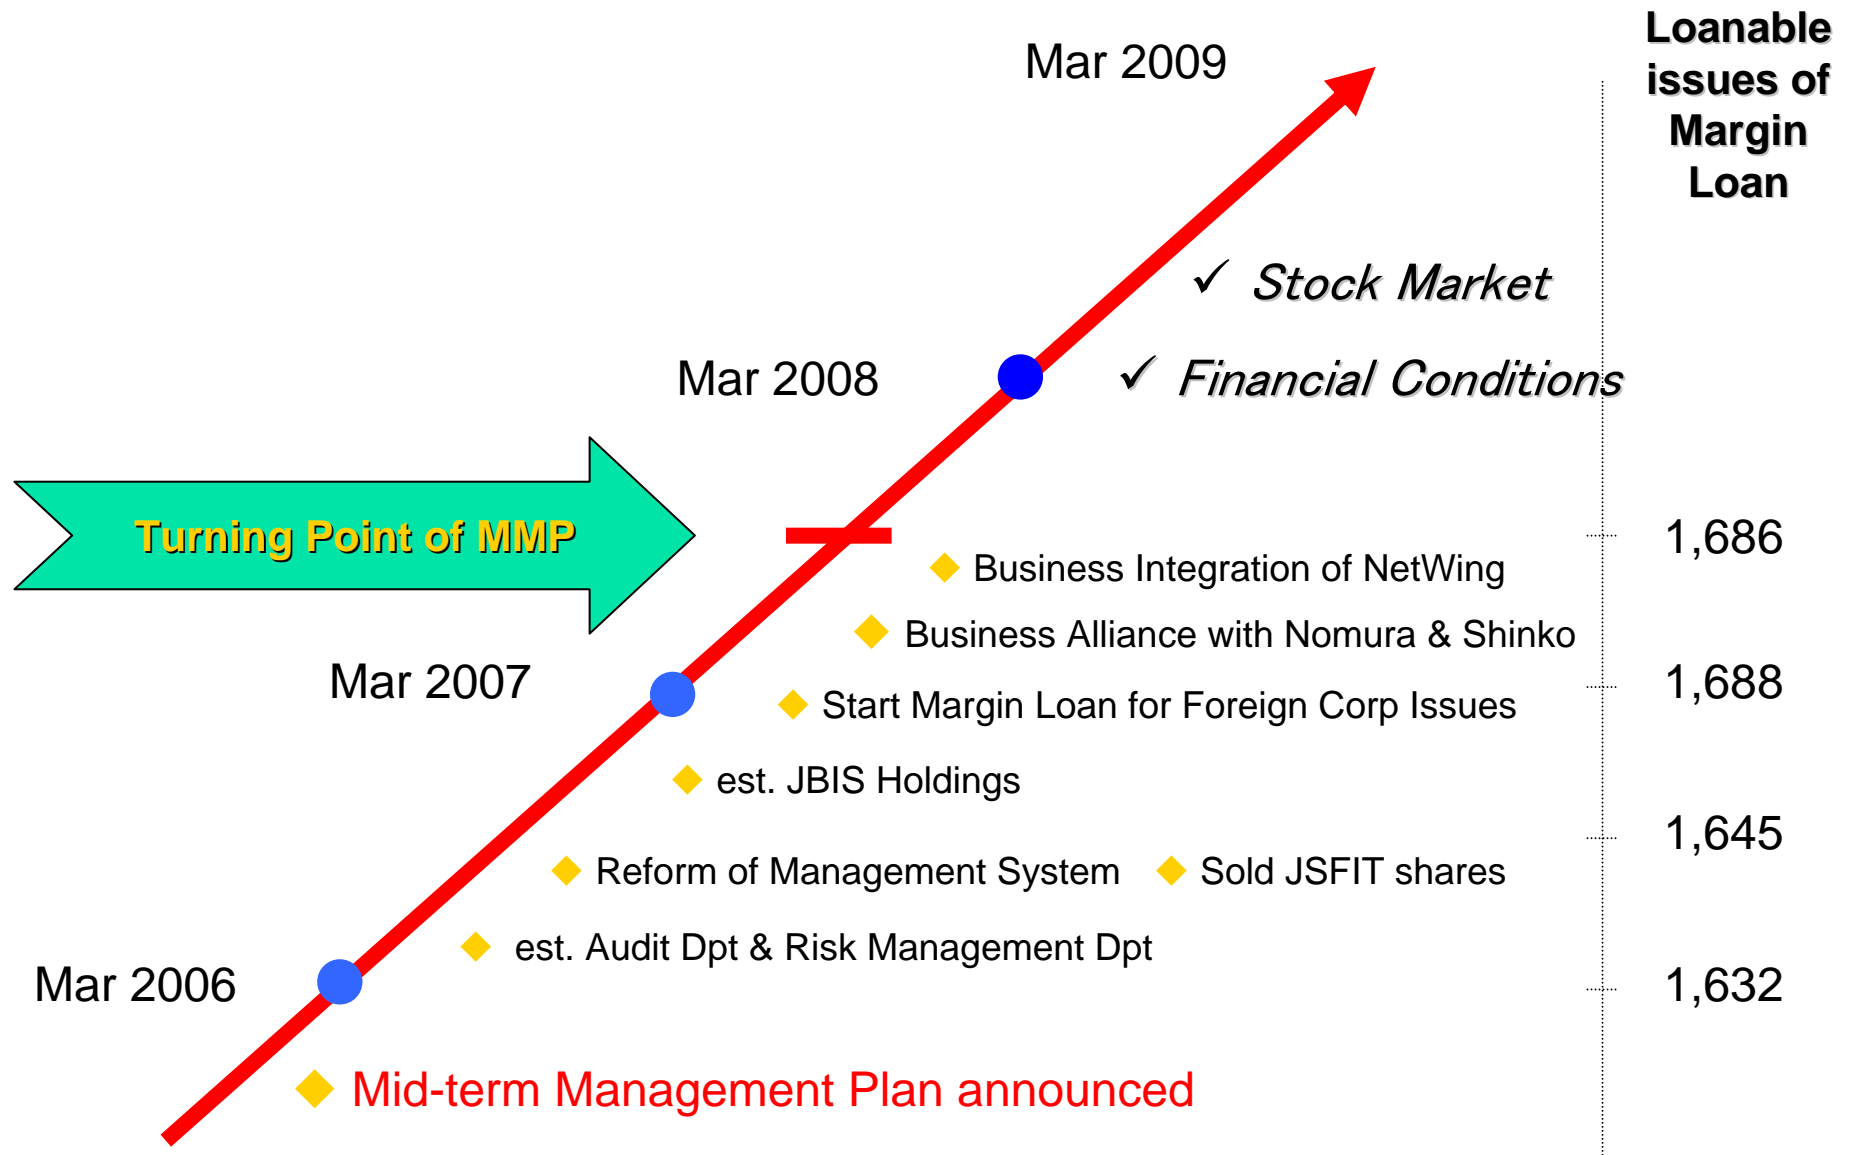 Loanable
issues of
Margin
Loan
Mar 2009
✓ Stock Market
Mar 2008
✓ Financial Conditions
Turning Point of MMP
1,686
Business Integration of NetWing
Business Alliance with Nomura & Shinko
Mar 2007
1,688
Start Margin Loan for Foreign Corp Issues
est. JBIS Holdings
1,645
Reform of Management System
Sold JSFIT shares
est. Audit Dpt & Risk Management Dpt
Mar 2006
1,632
Mid-term Management Plan announced